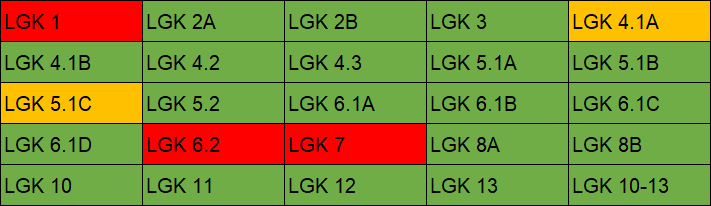 LGK 1 LGK 2A LGK 2B LGK 3 LGK 4.1A
LGK 4.1B LGK 4.2 LGK 4.3 LGK 5.1A LGK 5.1B
LGK 5.1C LGK 5.2 LGK 6.1A LGK 6.1B LGK 6.1C
LGK 6.1D LGK 6.2 LGK 7 LGK 8A LGK 8B
LGK 10 LGK 11 LGK 12 LGK 13 LGK 10-13